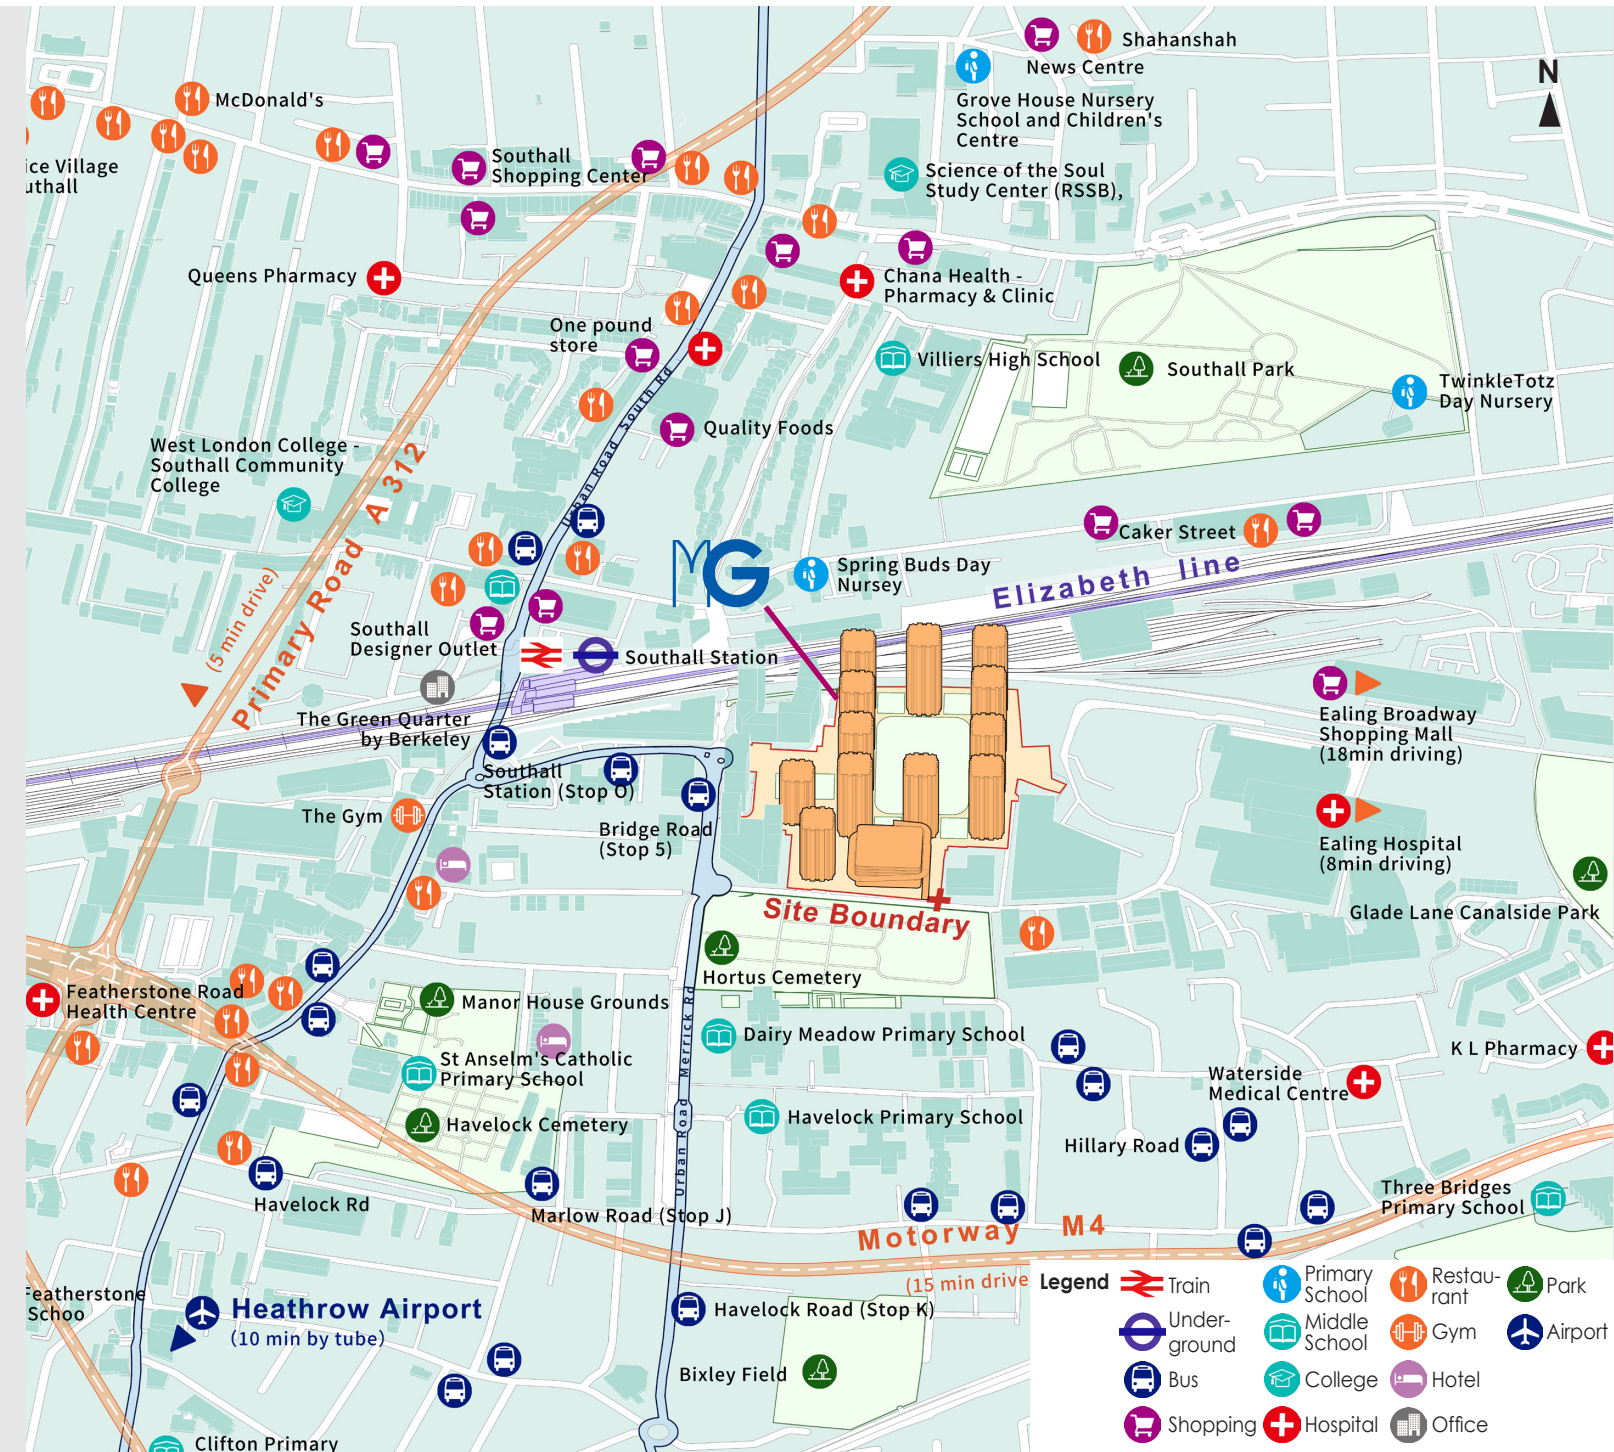 Shahanshah
News Centre
N
McDonald's
Grove House Nursery
School and Children's
Centre
ice Village
uthall
Southall
Shopping Center
Science of the Soul
Study Center (RSSB),
Queens Pharmacy
Chana Health -
Pharmacy & Clinic
One pound
store
Villiers High School
Southall Park
TwinkleTotz
Day Nursery
Urban Road South Rd
Quality Foods
West London College -
Southall Community
College
Primary Road A 312
(5 min drive)
Caker Street
MG
Spring Buds Day
Nursey
Elizabeth line
Southall
Designer Outlet
Southall Station
The Green Quarter
by Berkeley
Ealing Broadway
Shopping Mall
(18min driving)
Southall
Station (Stop O)
The Gym
Bridge Road
(Stop 5)
Ealing Hospital
(8min driving)
Site Boundary
Glade Lane Canalside Park
Hortus Cemetery
Featherstone Road
Health Centre
Manor House Grounds
Dairy Meadow Primary School
St Anselm's Catholic
Primary School
K L Pharmacy
Waterside
Medical Centre
Urban Road Merrick Rd
Havelock Cemetery
Havelock Primary School
Hillary Road
Havelock Rd
Marlow Road (Stop J)
Three Bridges
Primary School
Motorway M4
(15 min drive
Featherstone
Schoo
Heathrow Airport
(10 min by tube)
Havelock Road (Stop K)
Bixley Field
Clifton Primary
Legend
Train
Primary
School
Restau-
rant
Park
Under-
ground
Middle
School
Gym
Airport
Bus
College
Hotel
Shopping
Hospital
Office